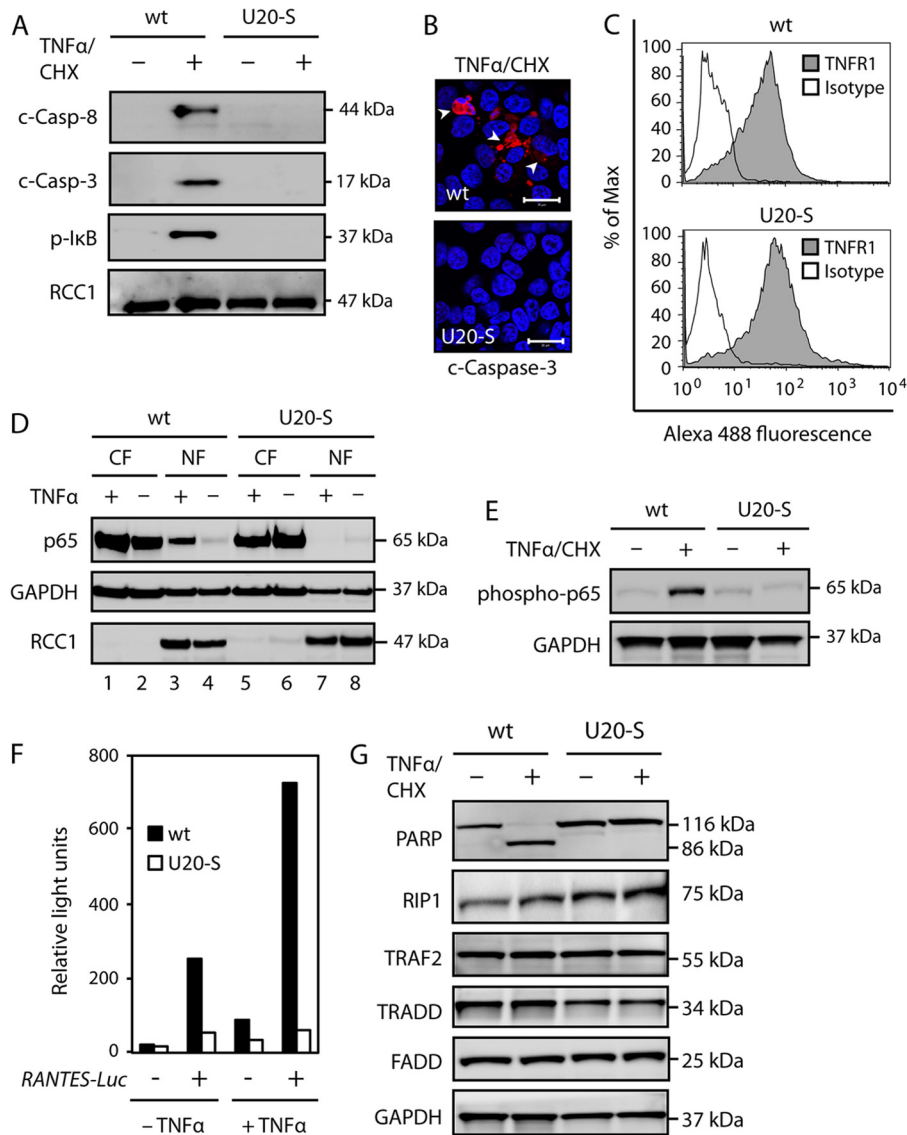 A
wt
U20-S
TNFα/
CHX
– + – +
c-Casp-8
44 kDa
c-Casp-3
17 kDa
p-IκB
37 kDa
RCC1
47 kDa
B
TNFα/CHX
wt
U20-S
c-Caspase-3
C
wt
100
80
60
40
20
0
TNFR1
Isotype
U20-S
100
80
60
40
20
0
TNFR1
Isotype
% of Max
10⁰ 10¹ 10² 10³ 10⁴
Alexa 488 fluorescence
D
wt
U20-S
CF NF CF NF
TNFα + – + – + – + –
p65
65 kDa
GAPDH
37 kDa
RCC1
47 kDa
1 2 3 4 5 6 7 8
E
wt
U20-S
TNFα/CHX – + – +
phospho-p65
65 kDa
GAPDH
37 kDa
F
800
600
400
200
0
Relative light units
wt
U20-S
RANTES-Luc - + - +
– TNFα + TNFα
G
wt
U20-S
TNFα/
CHX
– + – +
PARP
116 kDa
86 kDa
RIP1
75 kDa
TRAF2
55 kDa
TRADD
34 kDa
FADD
25 kDa
GAPDH
37 kDa